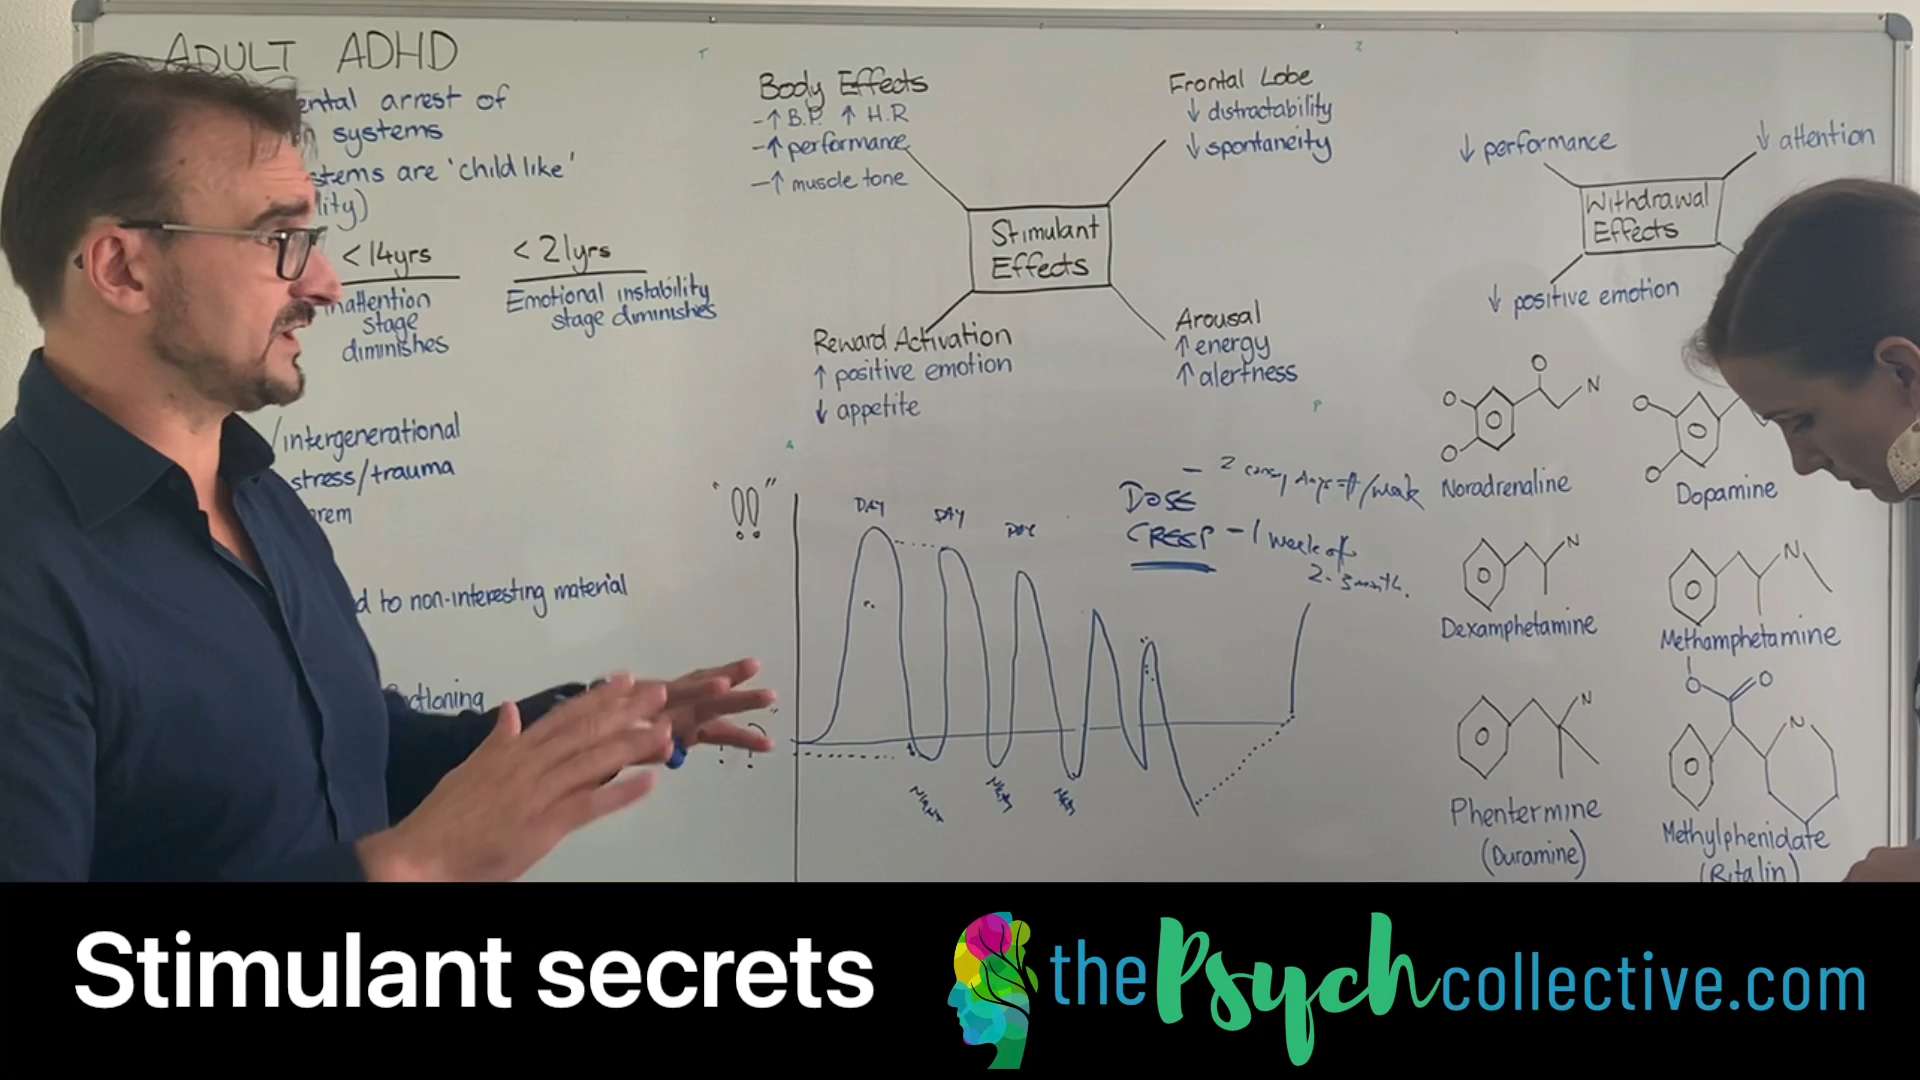 ADULT ADHD
ental arrest of
systems
stems are 'child like'
lity)
< 14yrs
nattention
stage
diminishes
< 21yrs
Emotional instability
stage diminishes
/intergenerational
stress/trauma
orem
d to non-interesting material
ctioning
Body Effects
-↑ B.P. ↑ H.R
-↑ performance
-↑ muscle tone
Frontal Lobe
↓ distractability
↓ spontaneity
Stimulant
Effects
Reward Activation
↑ positive emotion
↓ appetite
Arousal
↑ energy
↑ alertness
↓ performance
↓ attention
Withdrawal
Effects
↓ positive emotion
"!!"
DAY
DAY
DOSE
CREEP
- 1 week of
O
O
O
N
Noradrenaline
O
O
Dopamine
N
Dexamphetamine
N
Methamphetamine
N
Phentermine
(Duramine)
O
O
N
Methylphenidate
(Ritalin)
Stimulant secrets
thePsychcollective.com